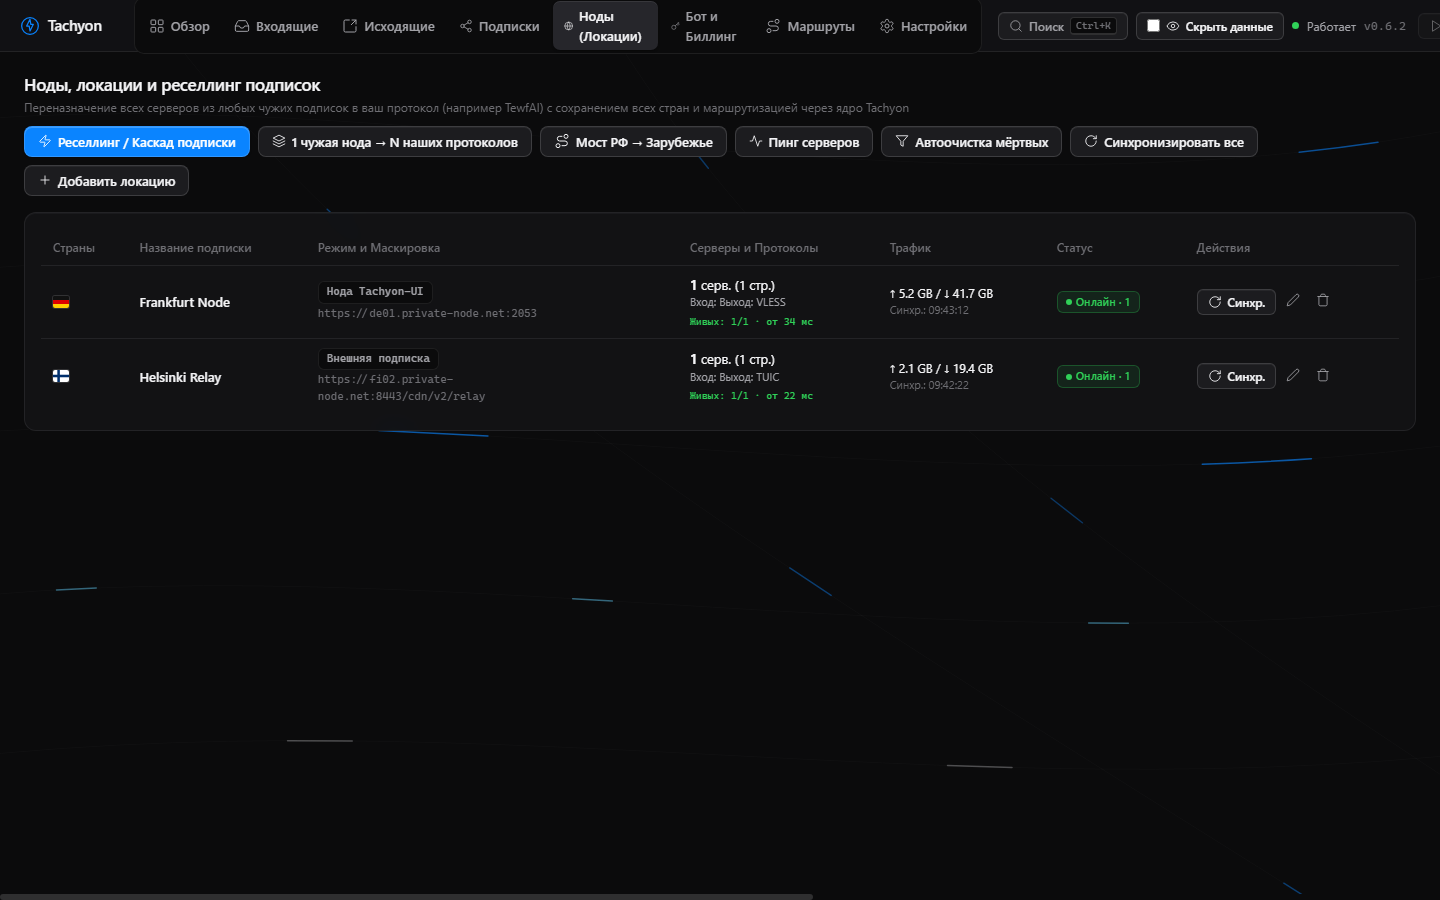 Tachyon
Обзор
Входящие
Исходящие
Подписки
Ноды
(Локации)
Бот и
Биллинг
Маршруты
Настройки
Поиск Ctrl+K
Скрыть данные
Работает v0.6.2
Ноды, локации и реселлинг подписок
Переназначение всех серверов из любых чужих подписок в ваш протокол (например TewfAI) с сохранением всех стран и маршрутизацией через ядро Tachyon
Реселлинг / Каскад подписки
1 чужая нода → N наших протоколов
Мост РФ → Зарубежье
Пинг серверов
Автоочистка мёртвых
Синхронизировать все
Добавить локацию
Страны Название подписки Режим и Маскировка Серверы и Протоколы Трафик Статус Действия
Frankfurt Node
Нода Tachyon-UI
https://de01.private-node.net:2053
1 серв. (1 стр.)
Вход: Выход: VLESS
Живых: 1/1 · от 34 мс
↑ 5.2 GB / ↓ 41.7 GB
Синхр.: 09:43:12
Онлайн · 1
Синхр.
Helsinki Relay
Внешняя подписка
https://fi02.private-
node.net:8443/cdn/v2/relay
1 серв. (1 стр.)
Вход: Выход: TUIC
Живых: 1/1 · от 22 мс
↑ 2.1 GB / ↓ 19.4 GB
Синхр.: 09:42:22
Онлайн · 1
Синхр.